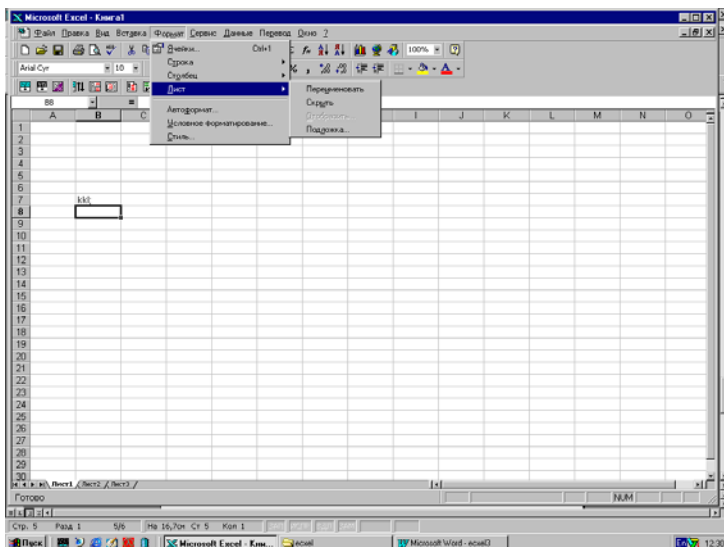 Microsoft Excel - Книга1
Файл Правка Вид Вставка Формат Сервис Данные Перевод Окно ?
100%
Arial Cyr 10
Ячейки... Ctrl+1
Строка
Столбец
Лист
Автоформат...
Условное форматирование...
Стиль...
Переименовать
Скрыть
Отобразить...
Подложка...
B8 =
A B C I J K L M N O
1
2
3
4
5
6
7 kkl;
8
9
10
11
12
13
14
15
16
17
18
19
20
21
22
23
24
25
26
27
28
29
30
Лист1 Лист2 Лист3
Готово NUM
Стр. 5 Разд 1 5/6 На 16,7см Ст 5 Кол 1
Пуск Microsoft Excel - Кни... Microsoft Word - ecxel3 En 12:36